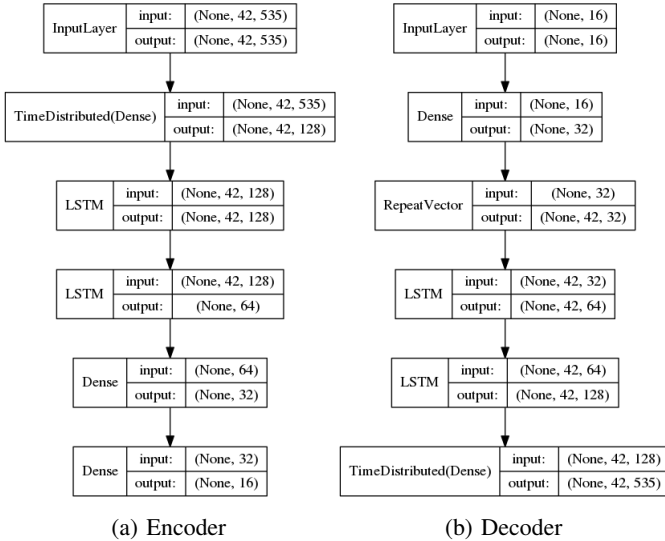 InputLayer input: (None, 42, 535)
output: (None, 42, 535)
TimeDistributed(Dense) input: (None, 42, 535)
output: (None, 42, 128)
LSTM input: (None, 42, 128)
output: (None, 42, 128)
LSTM input: (None, 42, 128)
output: (None, 64)
Dense input: (None, 64)
output: (None, 32)
Dense input: (None, 32)
output: (None, 16)
(a) Encoder
InputLayer input: (None, 16)
output: (None, 16)
Dense input: (None, 16)
output: (None, 32)
RepeatVector input: (None, 32)
output: (None, 42, 32)
LSTM input: (None, 42, 32)
output: (None, 42, 64)
LSTM input: (None, 42, 64)
output: (None, 42, 128)
TimeDistributed(Dense) input: (None, 42, 128)
output: (None, 42, 535)
(b) Decoder